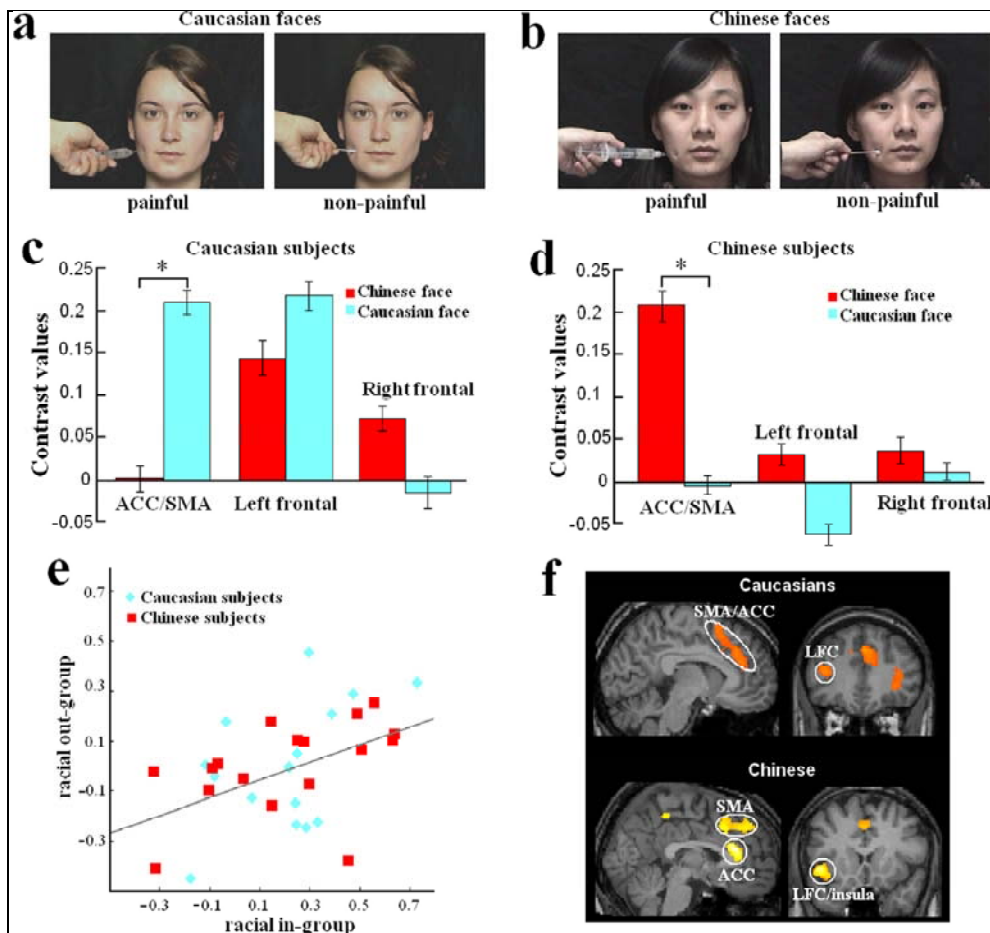 a
Caucasian faces
painful
non-painful
b
Chinese faces
painful
non-painful
c
Caucasian subjects
*
Chinese face
Caucasian face
Contrast values
0.25
0.20
0.15
0.10
0.05
0
-0.05
ACC/SMA
Left frontal
Right frontal
d
Chinese subjects
*
Chinese face
Caucasian face
Contrast values
0.25
0.20
0.15
0.10
0.05
0
-0.05
ACC/SMA
Left frontal
Right frontal
e
Caucasian subjects
Chinese subjects
racial out-group
0.7
0.5
0.3
0.1
-0.1
-0.3
-0.3
-0.1
0.1
0.3
0.5
0.7
racial in-group
f
Caucasians
SMA/ACC
LFC
Chinese
SMA
ACC
LFC/insula